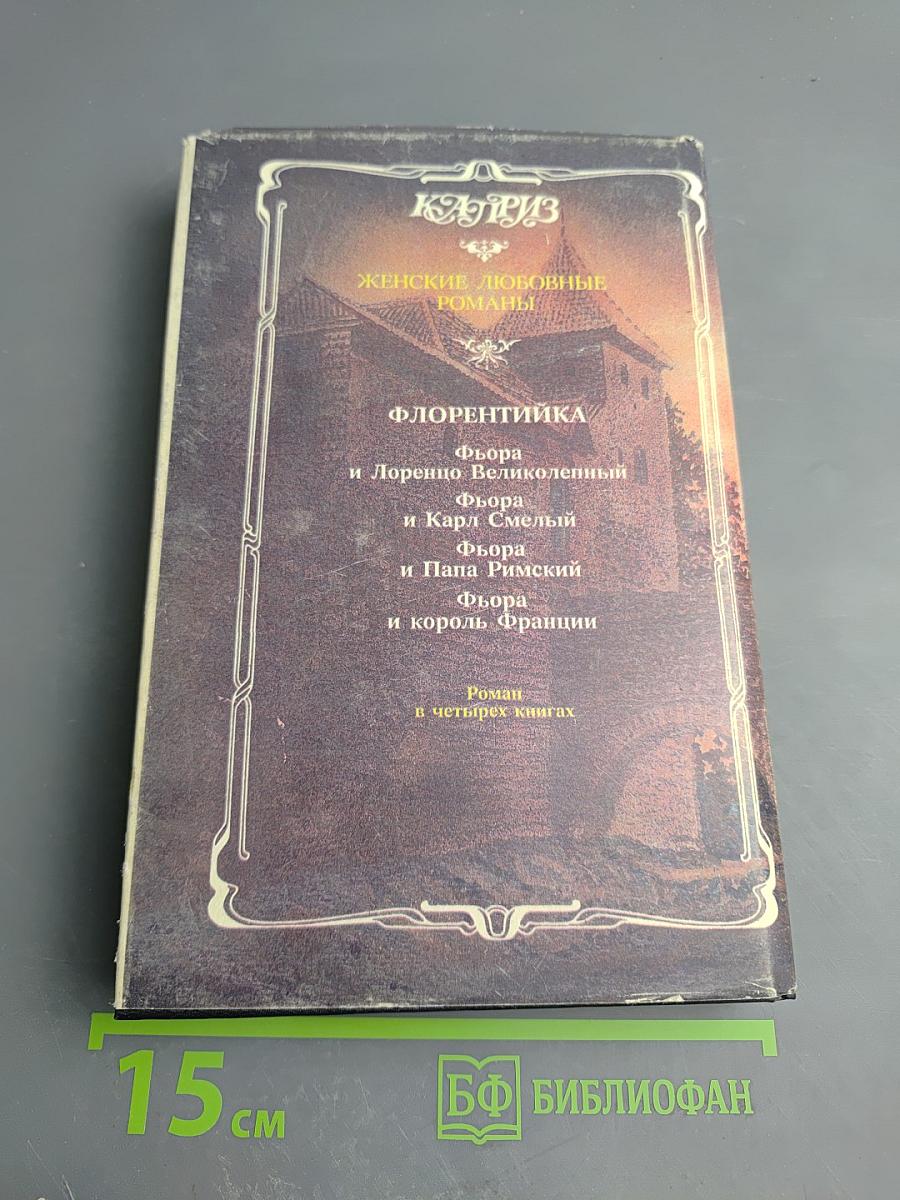 КАПРИЗ
ЖЕНСКИЕ ЛЮБОВНЫЕ
РОМАНЫ
ФЛОРЕНТИЙКА
Фьора
и Лоренцо Великолепный
Фьора
и Карл Смелый
Фьора
и Папа Римский
Фьора
и король Франции
Роман
в четырех книгах
15 см
БФ БИБЛИОФАН